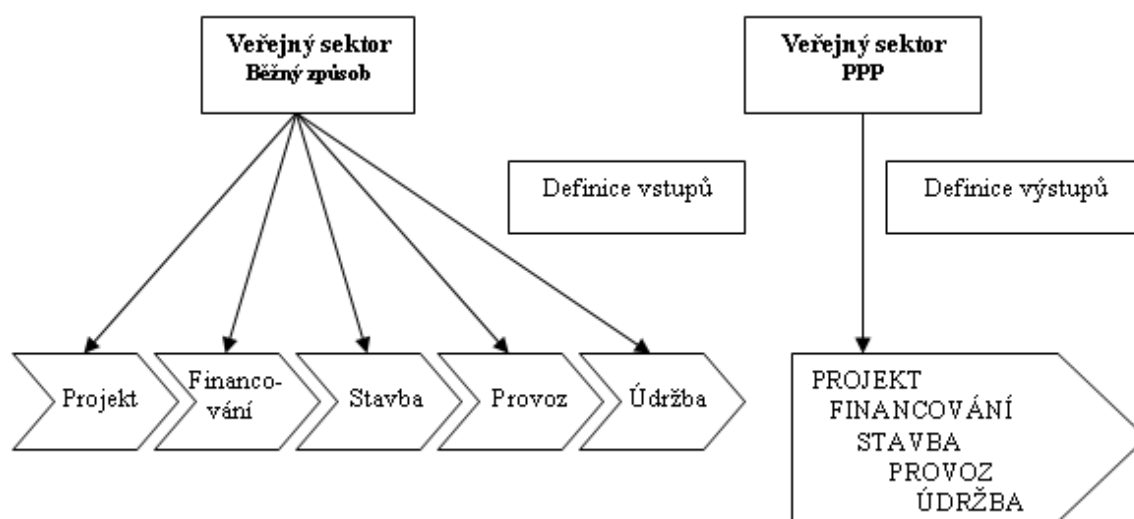 Veřejný sektor
Běžný způsob
Veřejný sektor
PPP
Definice vstupů
Definice výstupů
Projekt
Financo-
vání
Stavba
Provoz
Údržba
PROJEKT
FINANCOVÁNÍ
STAVBA
PROVOZ
ÚDRŽBA